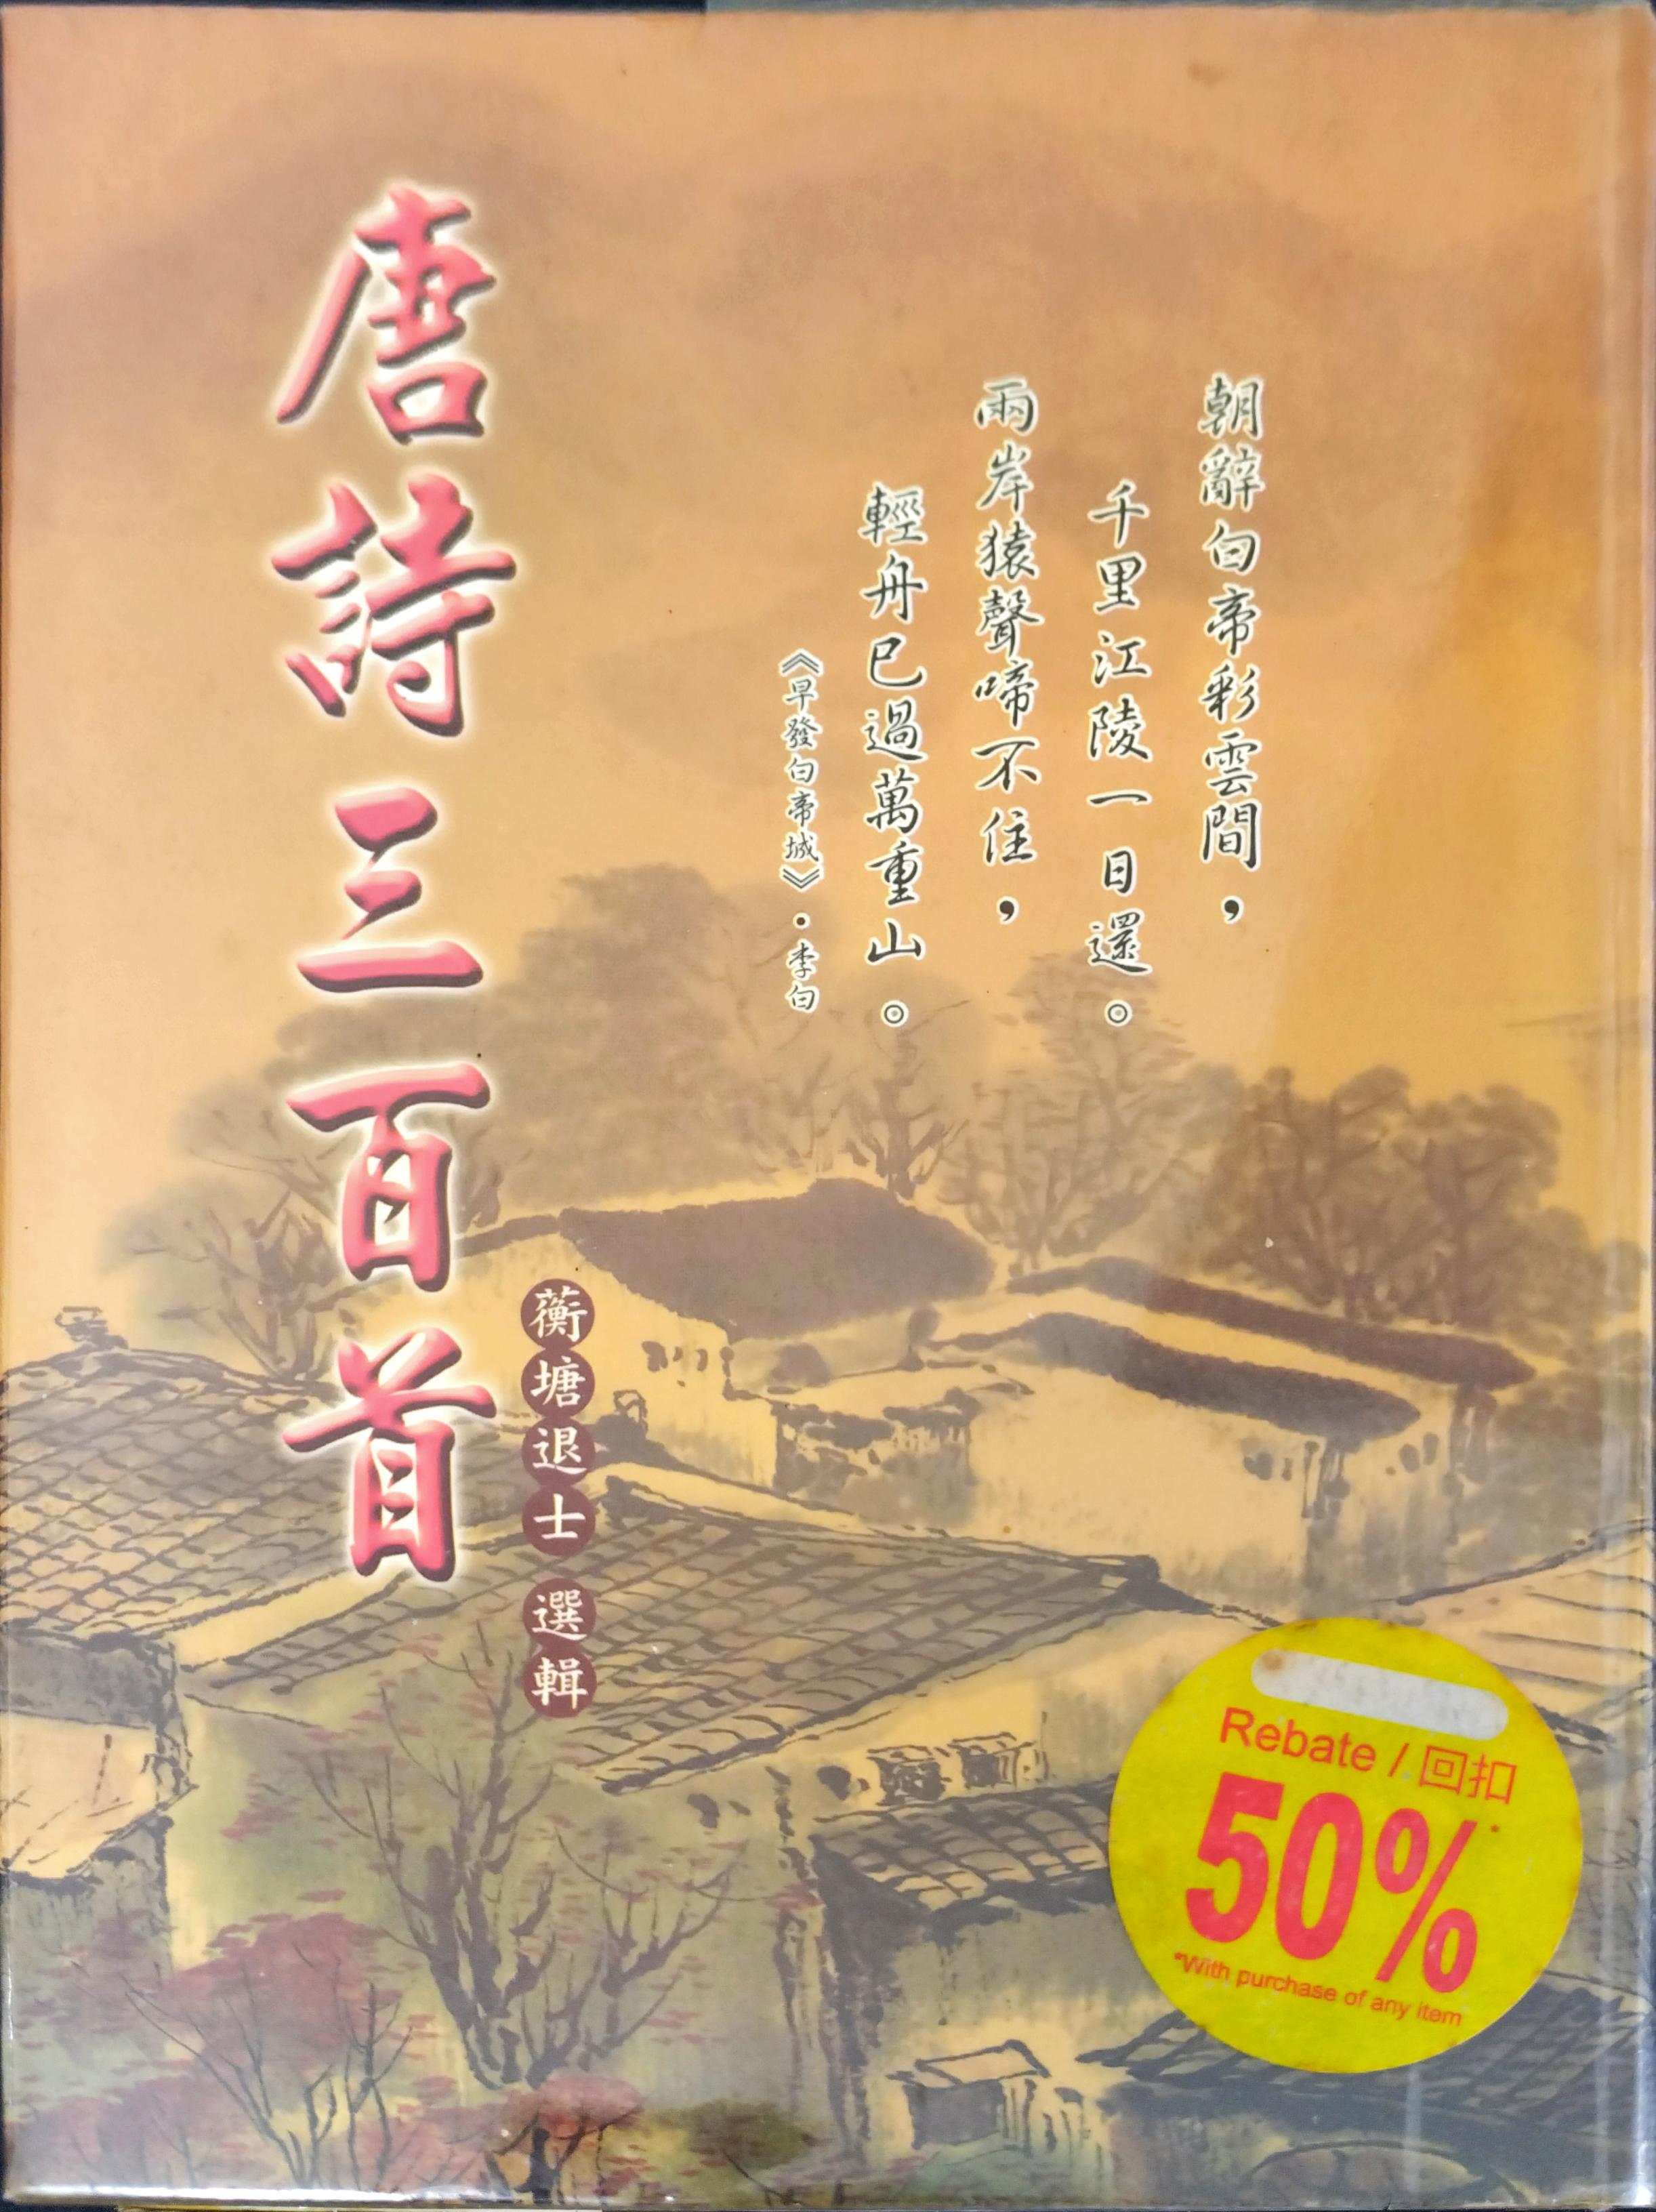 朝辭白帝彩雲間，
千里江陵一日還。
兩岸猿聲啼不住，
輕舟已過萬重山。
《早發白帝城》·李白
唐詩三百首
蘅塘退士 選輯
Rebate / 回扣
50%*
*With purchase of any item